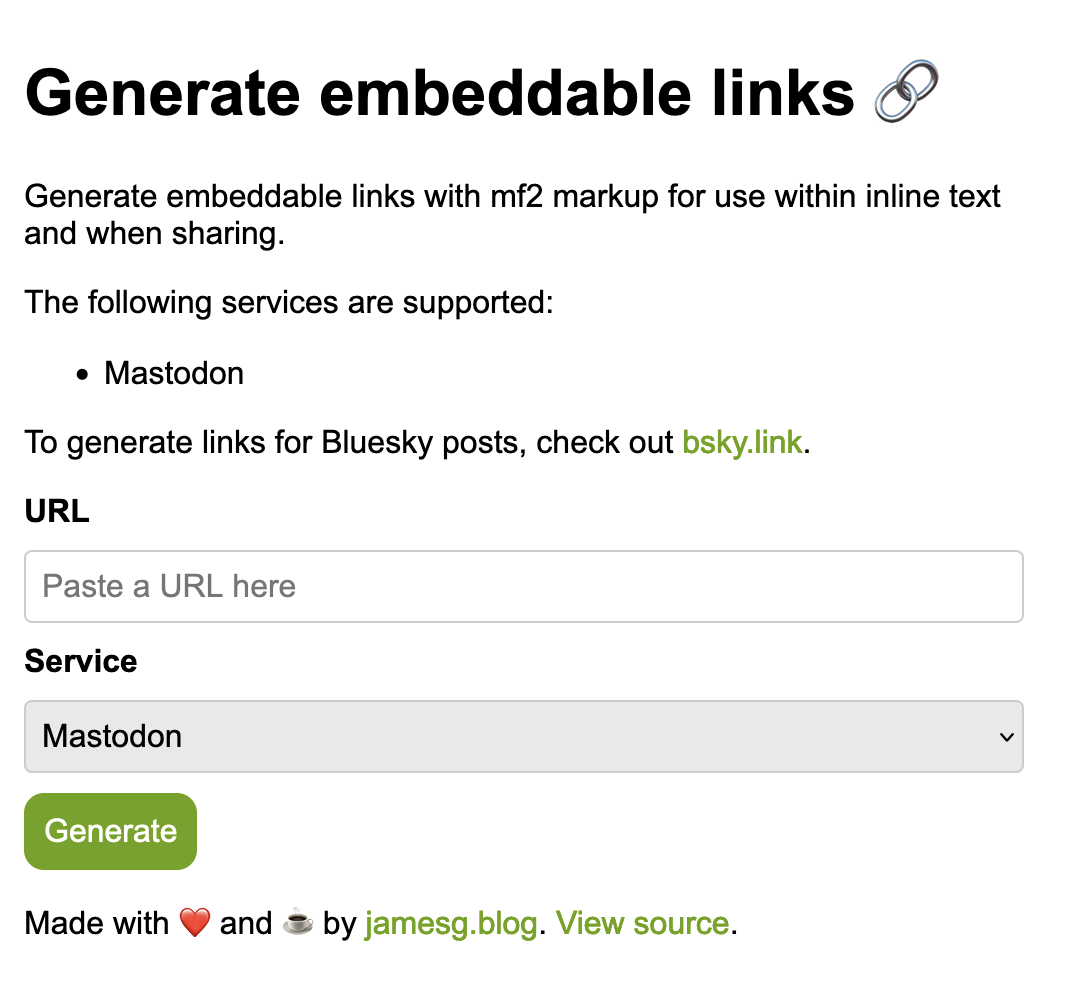 Generate embeddable links 🔗
Generate embeddable links with mf2 markup for use within inline text
and when sharing.
The following services are supported:
• Mastodon
To generate links for Bluesky posts, check out bsky.link.
URL
Paste a URL here
Service
Mastodon
Generate
Made with ❤️ and ☕ by jamesg.blog. View source.